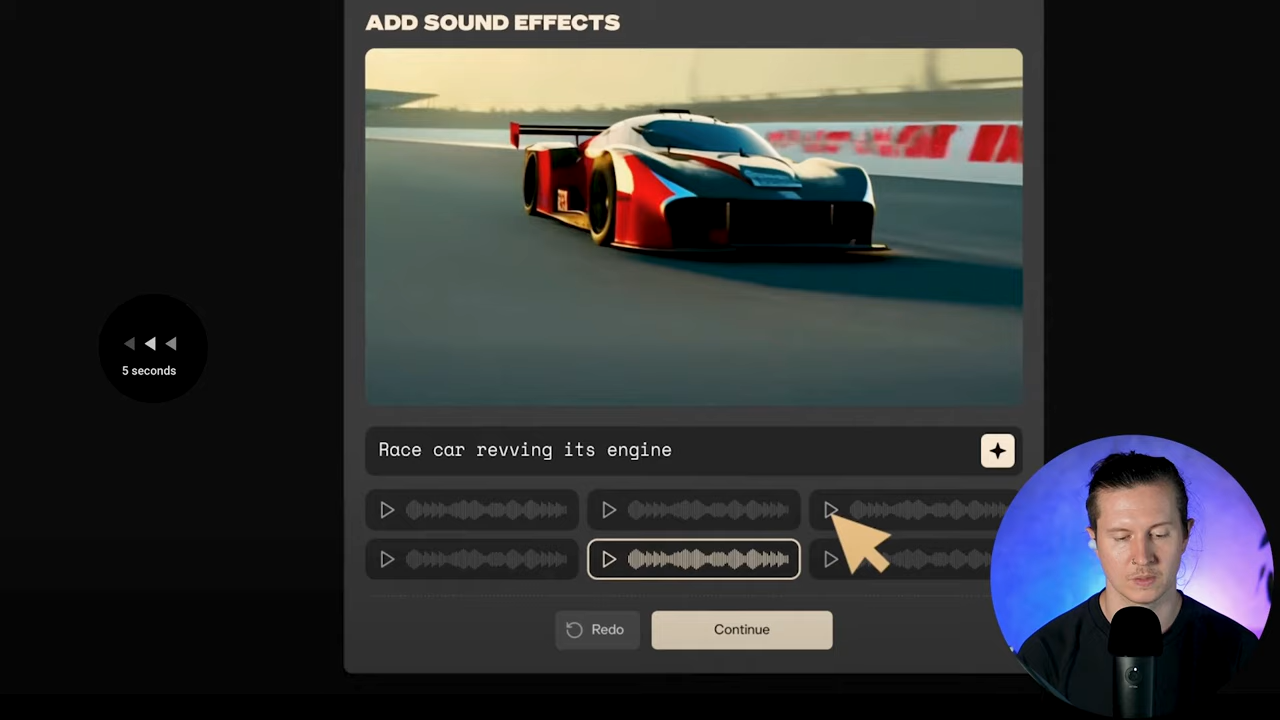 ADD SOUND EFFECTS
5 seconds
Race car revving its engine
Redo
Continue